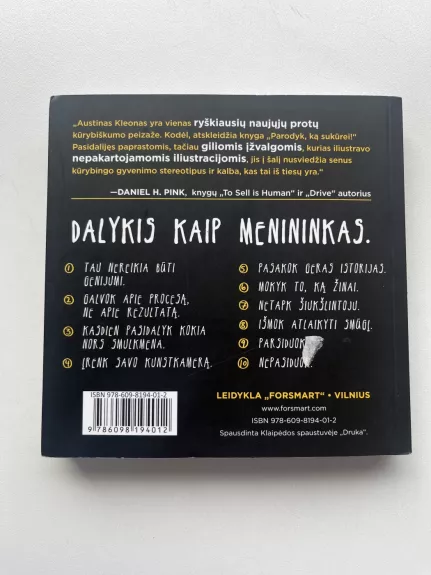 „Austinas Kleonas yra vienas ryškiausių naujųjų protų
kūrybiškumo peizaže. Kodėl, atskleidžia knyga "Parodyk, ką sukūrei!"
Pasidalijęs paprastomis, tačiau giliomis įžvalgomis, kurias iliustravo
nepakartojamomis iliustracijomis, jis į šalį nusviedžia senus
kūrybingo gyvenimo stereotipus ir kalba, kas tai iš tiesų yra.“
—DANIEL H. PINK, knygų „To Sell is Human“ ir „Drive“ autorius
DALYKIS KAIP MENININKAS.
1 TAU NEREIKIA BŪTI
GENIJUMI.
2 GALVOK APIE PROCESĄ,
NE APIE REZULTATĄ.
3 KASDIEN PASIDALYK KOKIA
NORS SMULKMENA.
4 ĮRENK SAVO KUNSTKAMERĄ.
5 PASAKOK GERAS ISTORIJAS.
6 MOKYK TO, KĄ ŽINAI.
7 NETAPK ŠIUKŠLINTOJU.
8 IŠMOK ATLAIKYTI SMŪGĮ.
9 PARSIDUOK
10 NEPASIDUOK.
ISBN 978-609-8194-01-2
9 786098 194012
LEIDYKLA „FORSMART“ • VILNIUS
www.forsmart.com
ISBN 978-609-8194-01-2
Spausdinta Klaipėdos spaustuvėje „Druka“.